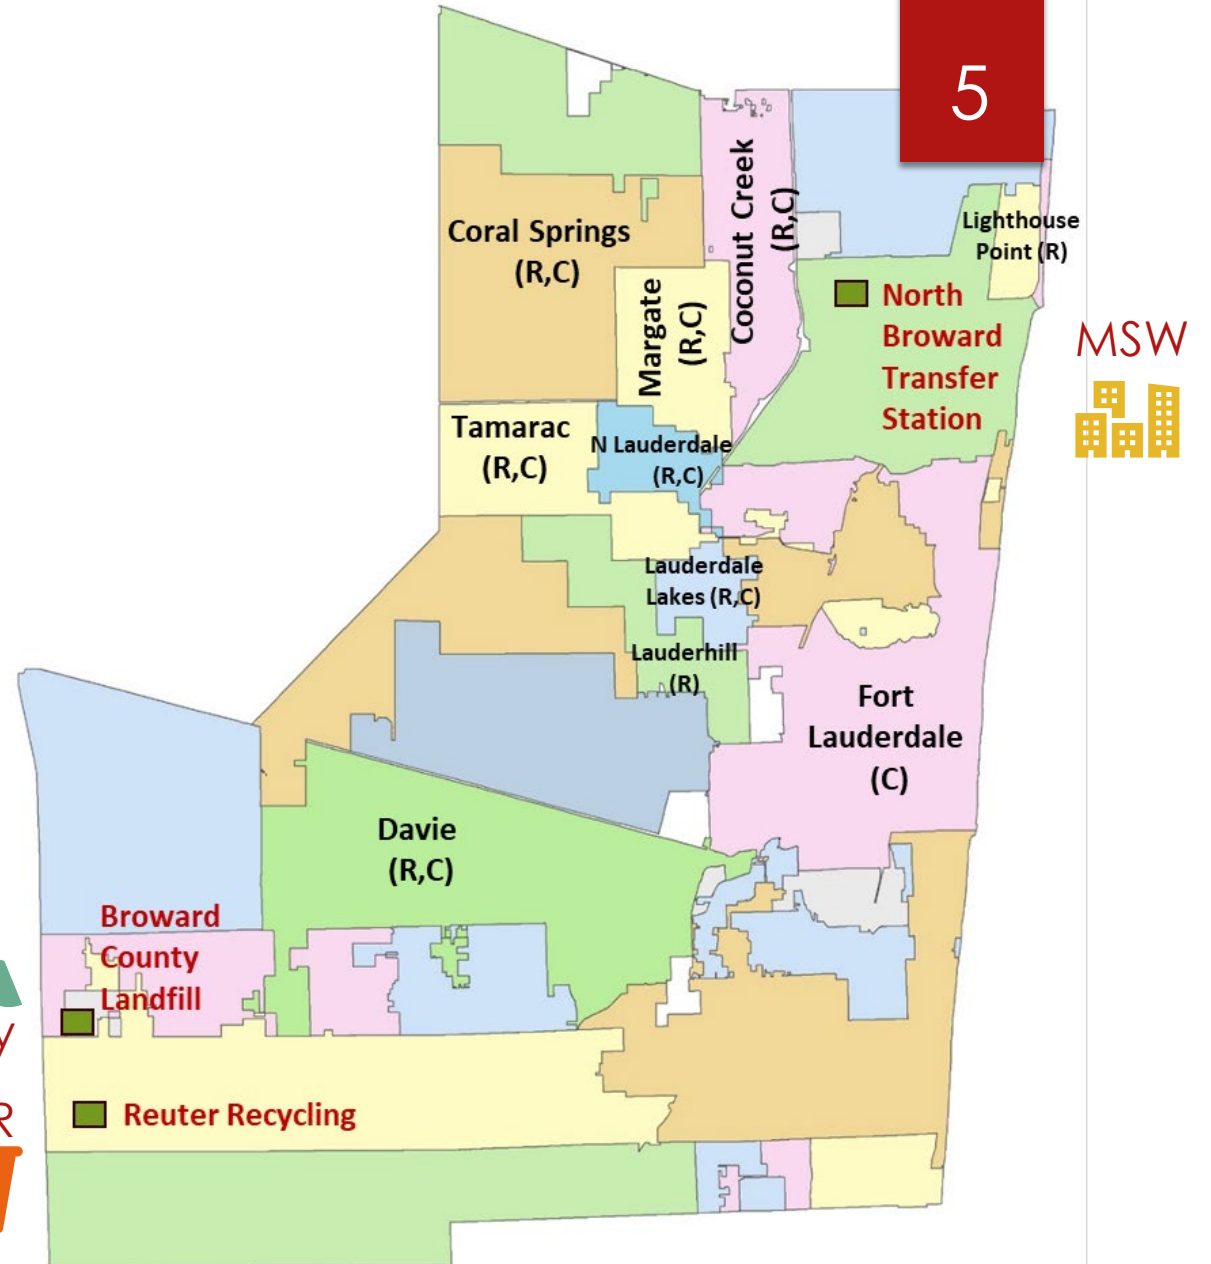 5
Coconut Creek
(R,C)
Coral Springs
(R,C)
Lighthouse
Point (R)
Margate
(R,C)
North
Broward
Transfer
Station
MSW
Tamarac
(R,C)
N Lauderdale
(R,C)
Lauderdale
Lakes (R,C)
Lauderhill
(R)
Fort
Lauderdale
(C)
Davie
(R,C)
Broward
County
Landfill
y
R
Reuter Recycling